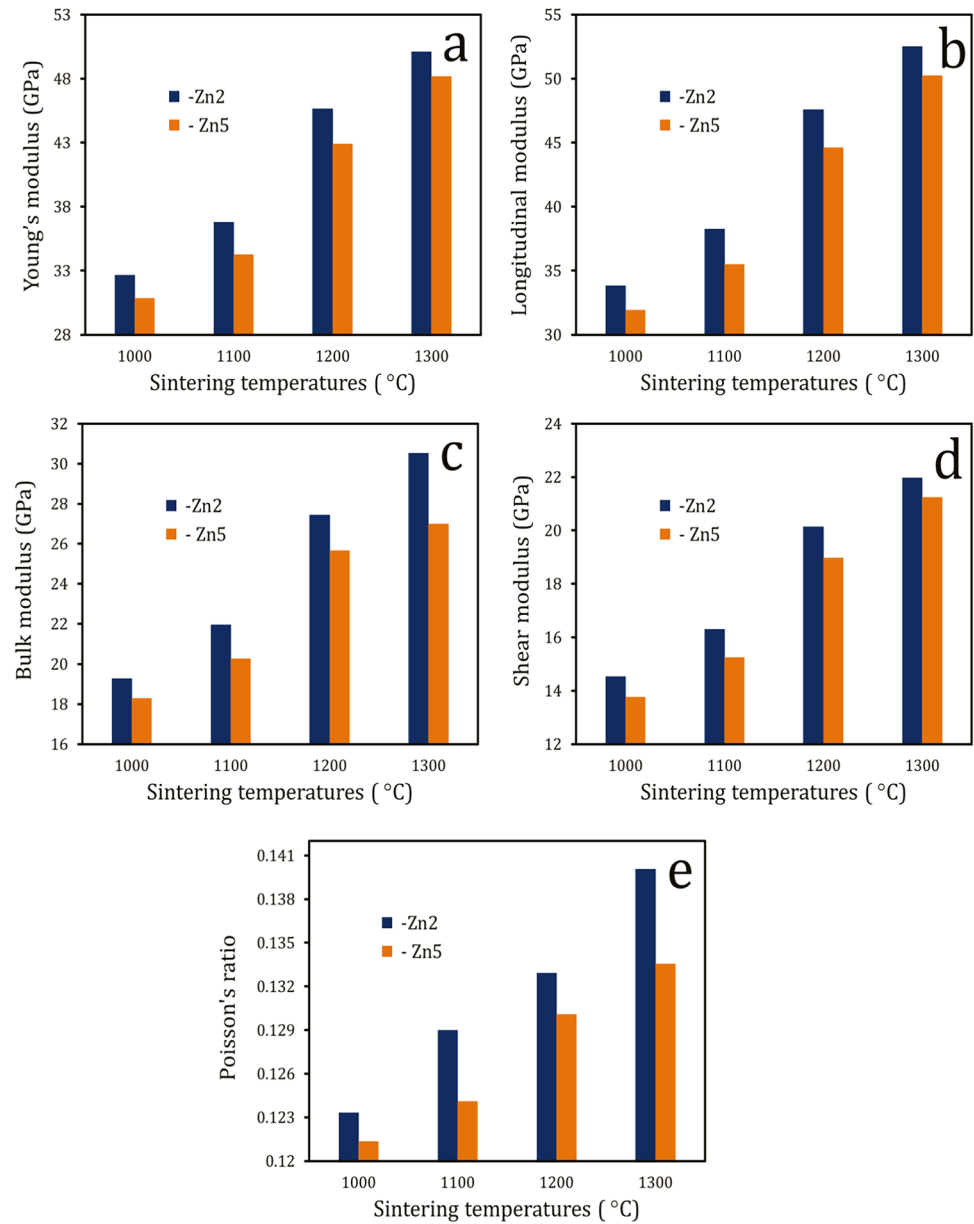 a
Young's modulus (GPa)
53
48
43
38
33
28
-Zn2
- Zn5
1000 1100 1200 1300
Sintering temperatures ( °C)
b
Longitudinal modulus (GPa)
55
50
45
40
35
30
-Zn2
- Zn5
1000 1100 1200 1300
Sintering temperatures ( °C)
c
Bulk modulus (GPa)
32
30
28
26
24
22
20
18
16
-Zn2
- Zn5
1000 1100 1200 1300
Sintering temperatures ( °C)
d
Shear modulus (GPa)
24
22
20
18
16
14
12
-Zn2
- Zn5
1000 1100 1200 1300
Sintering temperatures ( °C)
e
Poisson's ratio
0.141
0.138
0.135
0.132
0.129
0.126
0.123
0.12
-Zn2
- Zn5
1000 1100 1200 1300
Sintering temperatures ( °C)